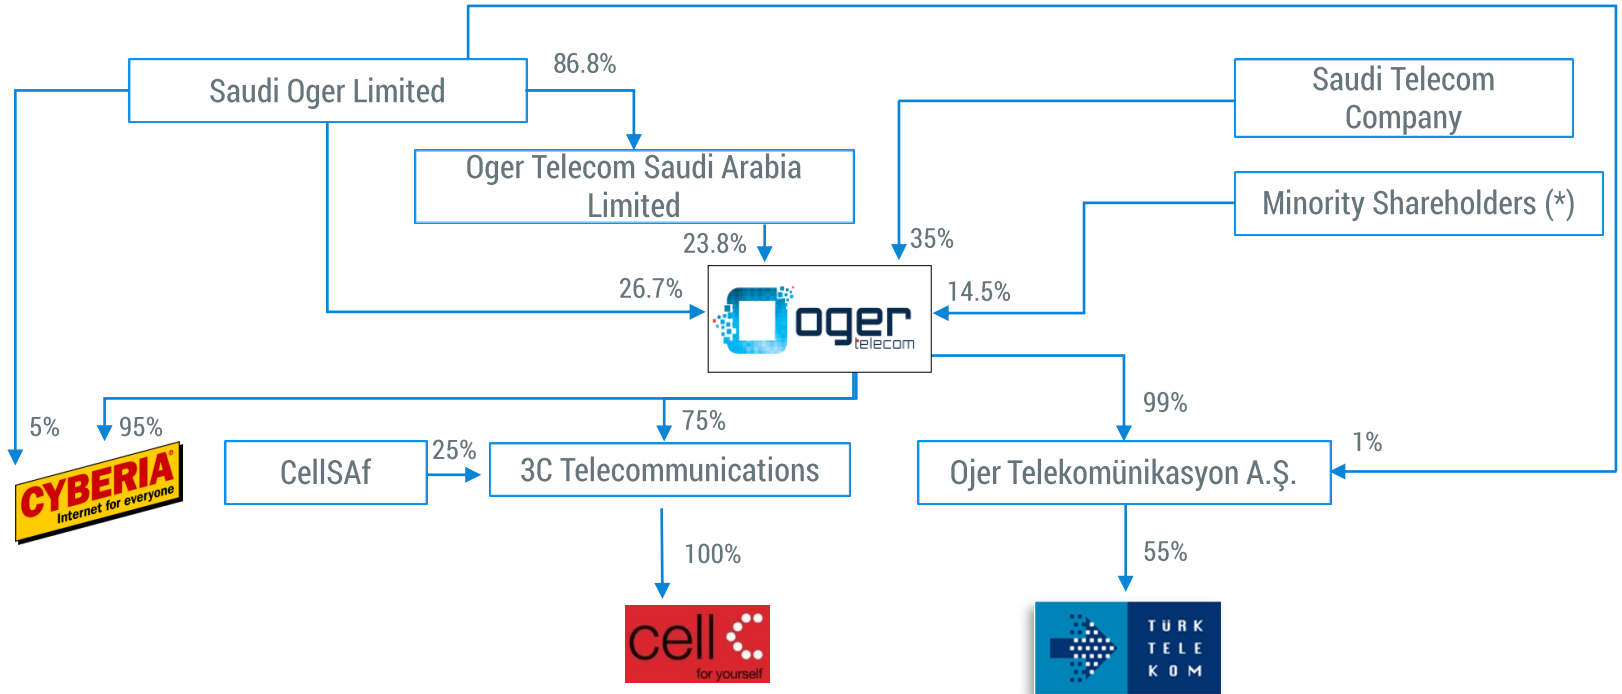 86.8%
Saudi Oger Limited
Saudi Telecom
Company
Oger Telecom Saudi Arabia
Limited
Minority Shareholders (*)
23.8%
35%
26.7%
14.5%
oger
telecom
5%
95%
75%
99%
1%
CYBERIA®
Internet for everyone
CellSAf
25%
3C Telecommunications
Ojer Telekomünikasyon A.Ş.
100%
55%
cell C
for yourself
TÜRK
TELE
KOM